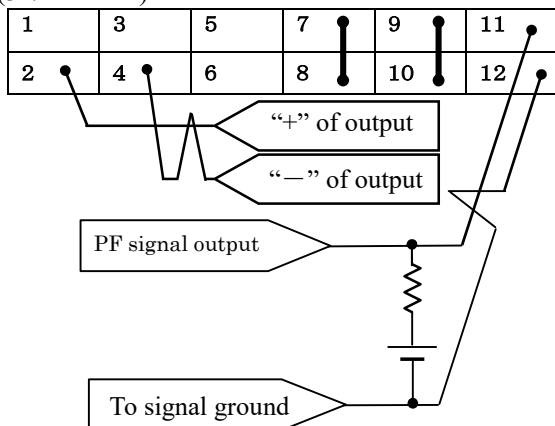 1 3 5 7 9 11
2 4 6 8 10 12
“+” of output
“−” of output
PF signal output
To signal ground